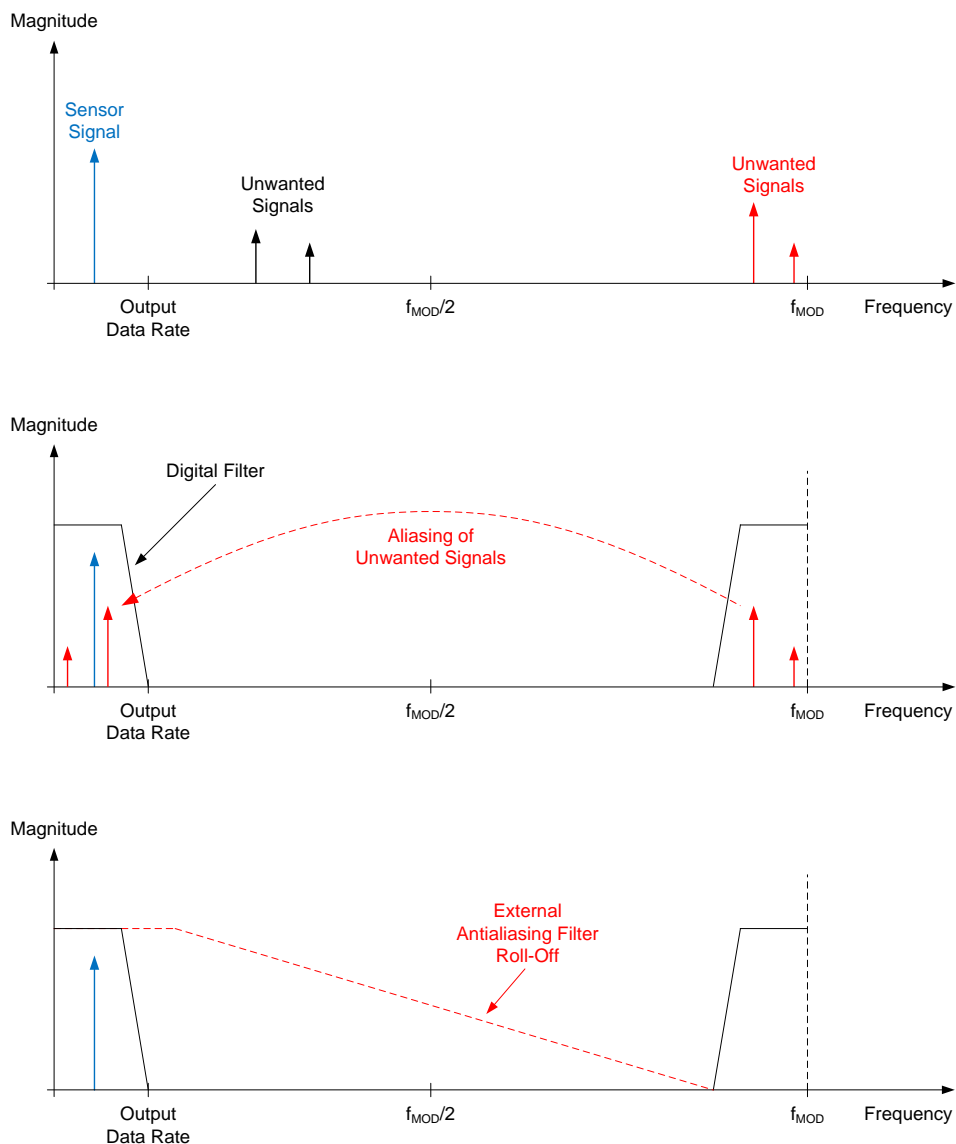 Magnitude
Sensor
Signal
Unwanted
Signals
Unwanted
Signals
Output
Data Rate
fMOD/2
fMOD
Frequency
Magnitude
Digital Filter
Aliasing of
Unwanted Signals
Output
Data Rate
fMOD/2
fMOD
Frequency
Magnitude
External
Antialiasing Filter
Roll-Off
Output
Data Rate
fMOD/2
fMOD
Frequency